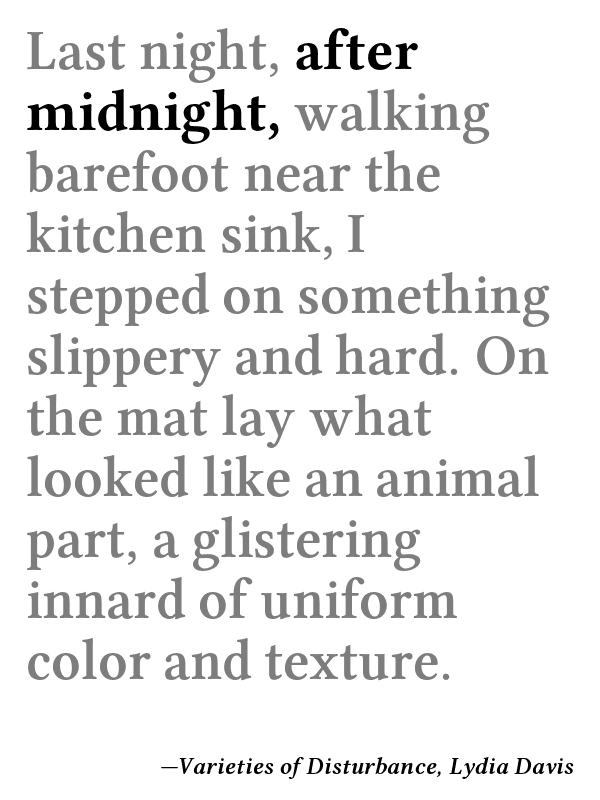 Last night, after
midnight, walking
barefoot near the
kitchen sink, I
stepped on something
slippery and hard. On
the mat lay what
looked like an animal
part, a glistering
innard of uniform
color and texture.
—Varieties of Disturbance, Lydia Davis